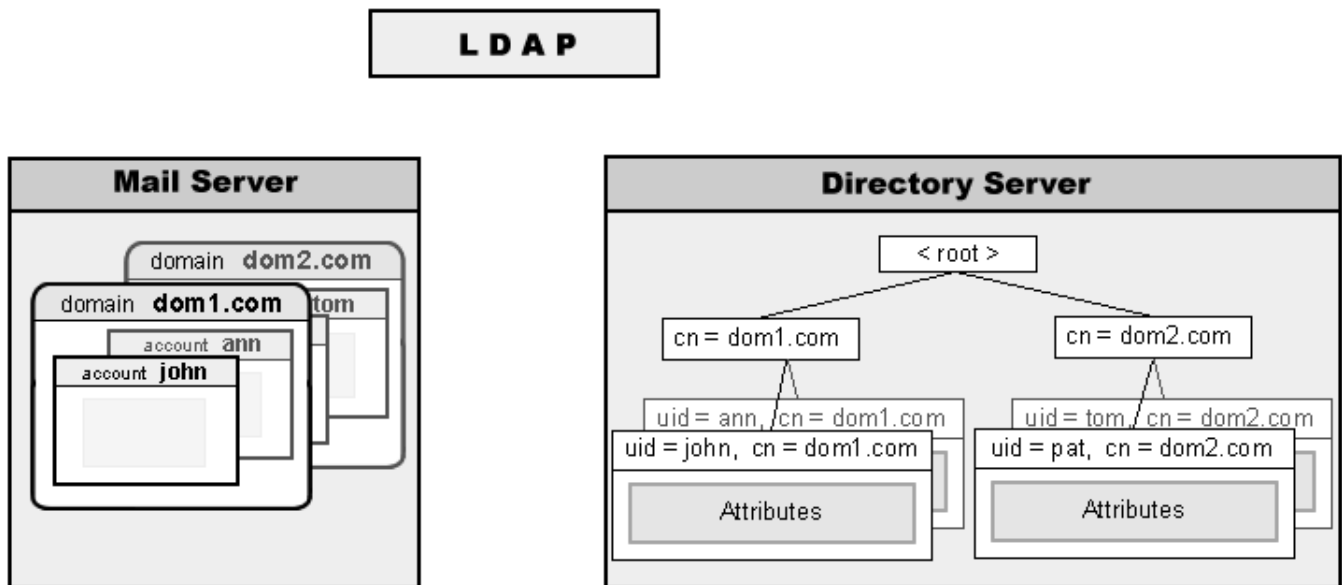 L D A P
Mail Server
domain dom2.com
domain dom1.com
tom
account ann
account john
Directory Server
< root >
cn = dom1.com
cn = dom2.com
uid = ann, cn = dom1.com
uid = tom, cn = dom2.com
uid = john, cn = dom1.com
uid = pat, cn = dom2.com
Attributes
Attributes